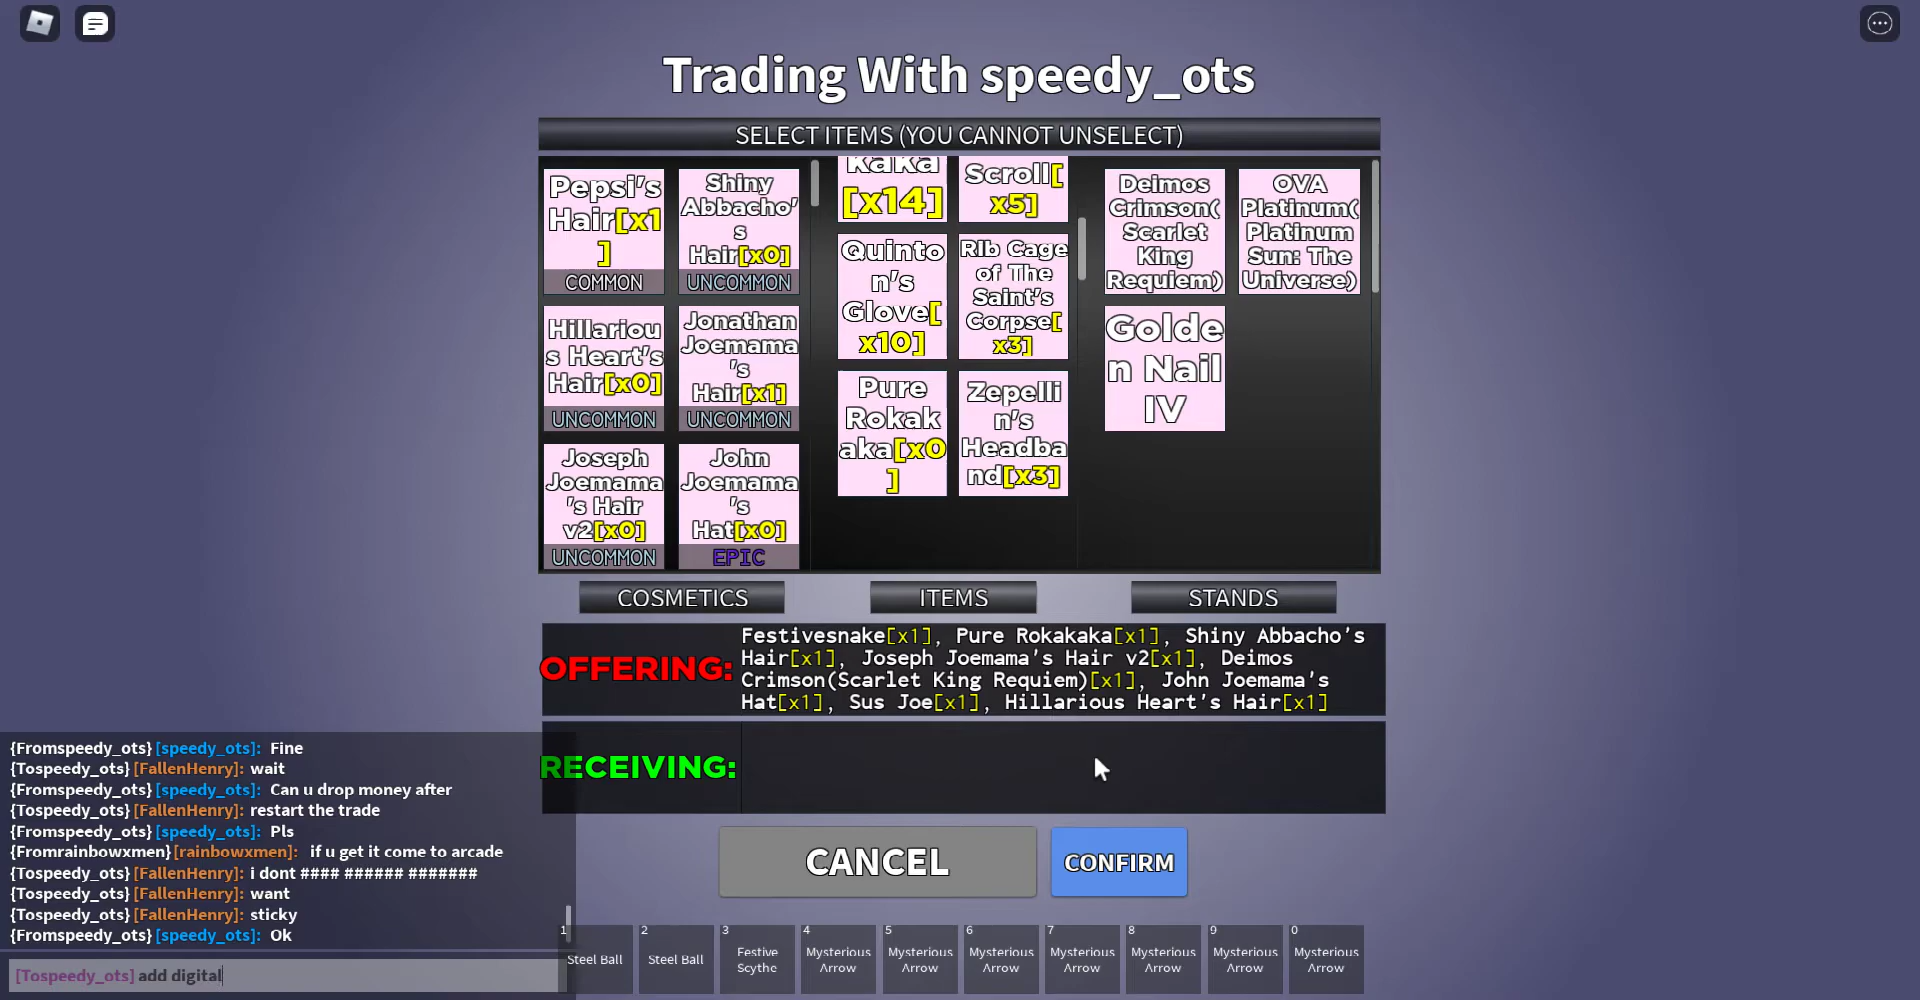 Trading With speedy_ots
SELECT ITEMS (YOU CANNOT UNSELECT)
Pepsi's
Hair[x1
]
COMMON
Shiny
Abbacho'
s
Hair[x0]
UNCOMMON
Hillariou
s Heart's
Hair[x0]
UNCOMMON
Jonathan
Joemama
's
Hair[x1]
UNCOMMON
Joseph
Joemama
's Hair
v2[x0]
UNCOMMON
John
Joemama
's
Hat[x0]
EPIC
kaka
[x14]
Scroll[
x5]
Quinto
n's
Glove[
x10]
Rib Cage
of The
Saint's
Corpse[
x3]
Pure
Rokak
aka[x0
]
Zepelli
n's
Headba
nd[x3]
Deimos
Crimson(
Scarlet
King
Requiem)
OVA
Platinum(
Platinum
Sun: The
Universe)
Golde
n Nail
IV
COSMETICS
ITEMS
STANDS
OFFERING:
Festivesnake[x1], Pure Rokakaka[x1], Shiny Abbacho's
Hair[x1], Joseph Joemama's Hair v2[x1], Deimos
Crimson(Scarlet King Requiem)[x1], John Joemama's
Hat[x1], Sus Joe[x1], Hillarious Heart's Hair[x1]
RECEIVING:
CANCEL
CONFIRM
{Fromspeedy_ots} [speedy_ots]: Fine
{Tospeedy_ots} [FallenHenry]: wait
{Fromspeedy_ots} [speedy_ots]: Can u drop money after
{Tospeedy_ots} [FallenHenry]: restart the trade
{Fromspeedy_ots} [speedy_ots]: Pls
{Fromrainbowxmen} [rainbowxmen]: if u get it come to arcade
{Tospeedy_ots} [FallenHenry]: i dont #### ###### #######
{Tospeedy_ots} [FallenHenry]: want
{Tospeedy_ots} [FallenHenry]: sticky
{Fromspeedy_ots} [speedy_ots]: Ok
[Tospeedy_ots] add digital
1
Steel Ball
2
Steel Ball
3
Festive
Scythe
4
Mysterious
Arrow
5
Mysterious
Arrow
6
Mysterious
Arrow
7
Mysterious
Arrow
8
Mysterious
Arrow
9
Mysterious
Arrow
0
Mysterious
Arrow